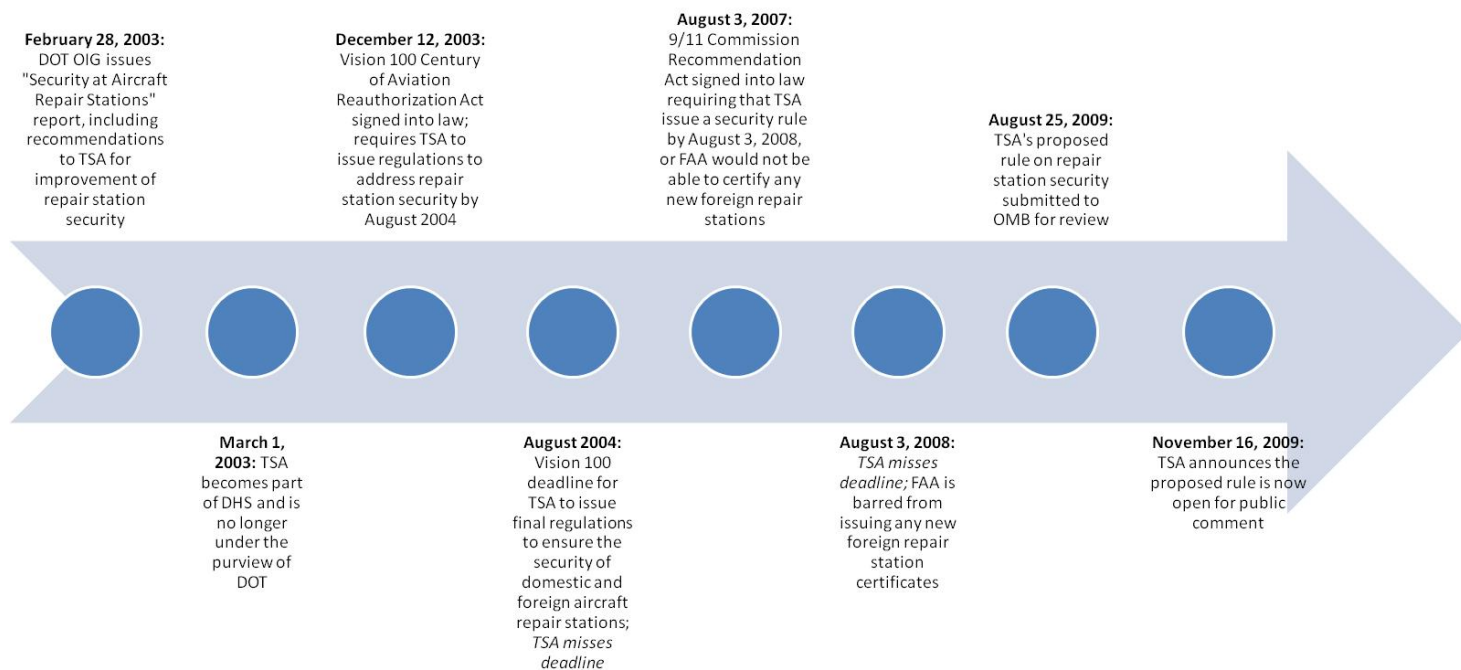 February 28, 2003:
DOT OIG issues
"Security at Aircraft
Repair Stations"
report, including
recommendations
to TSA for
improvement of
repair station
security
March 1,
2003: TSA
becomes part
of DHS and is
no longer
under the
purview of
DOT
December 12, 2003:
Vision 100 Century
of Aviation
Reauthorization Act
signed into law;
requires TSA to
issue regulations to
address repair
station security by
August 2004
August 2004:
Vision 100
deadline for
TSA to issue
final regulations
to ensure the
security of
domestic and
foreign aircraft
repair stations;
TSA misses
deadline
August 3, 2007:
9/11 Commission
Recommendation
Act signed into law
requiring that TSA
issue a security rule
by August 3, 2008,
or FAA would not be
able to certify any
new foreign repair
stations
August 3, 2008:
TSA misses
deadline; FAA is
barred from
issuing any new
foreign repair
station
certificates
August 25, 2009:
TSA's proposed
rule on repair
station security
submitted to
OMB for review
November 16, 2009:
TSA announces the
proposed rule is now
open for public
comment